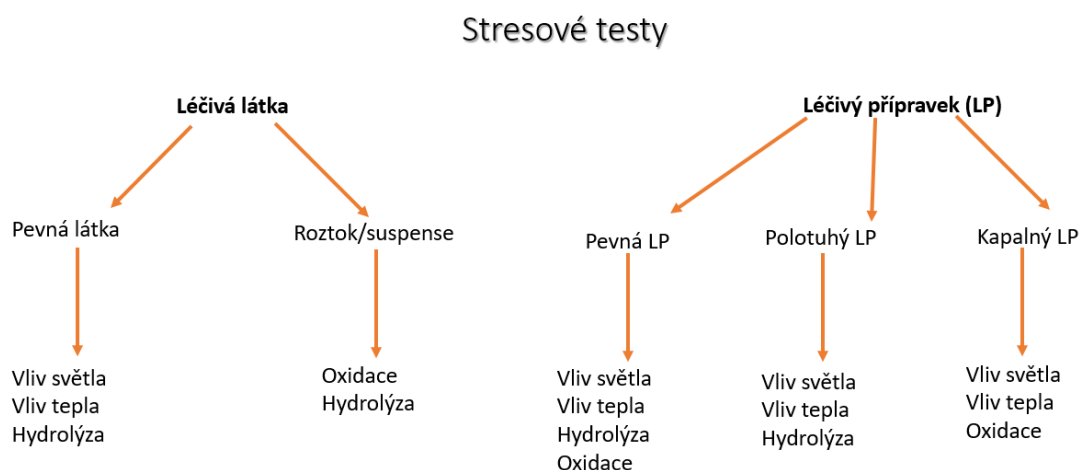 Stresové testy
Léčivá látka
Léčivý přípravek (LP)
Pevná látka
Roztok/suspense
Pevná LP
Polotuhý LP
Kapalný LP
Vliv světla
Vliv tepla
Hydrolýza
Oxidace
Hydrolýza
Vliv světla
Vliv tepla
Hydrolýza
Oxidace
Vliv světla
Vliv tepla
Hydrolýza
Vliv světla
Vliv tepla
Oxidace